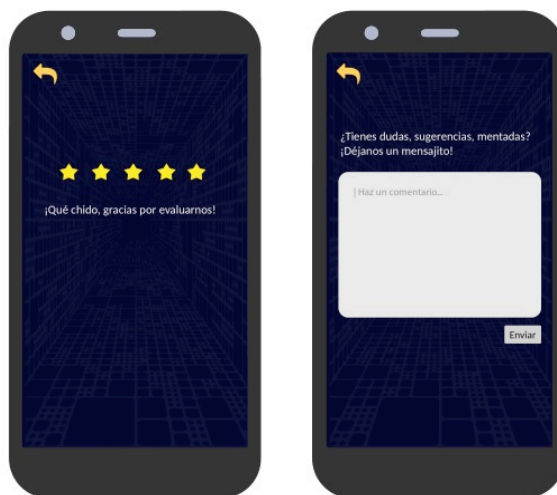 ¡Qué chido, gracias por evaluarnos!
¿Tienes dudas, sugerencias, mentadas?
¡Déjanos un mensajito!
| Haz un comentario...
Enviar